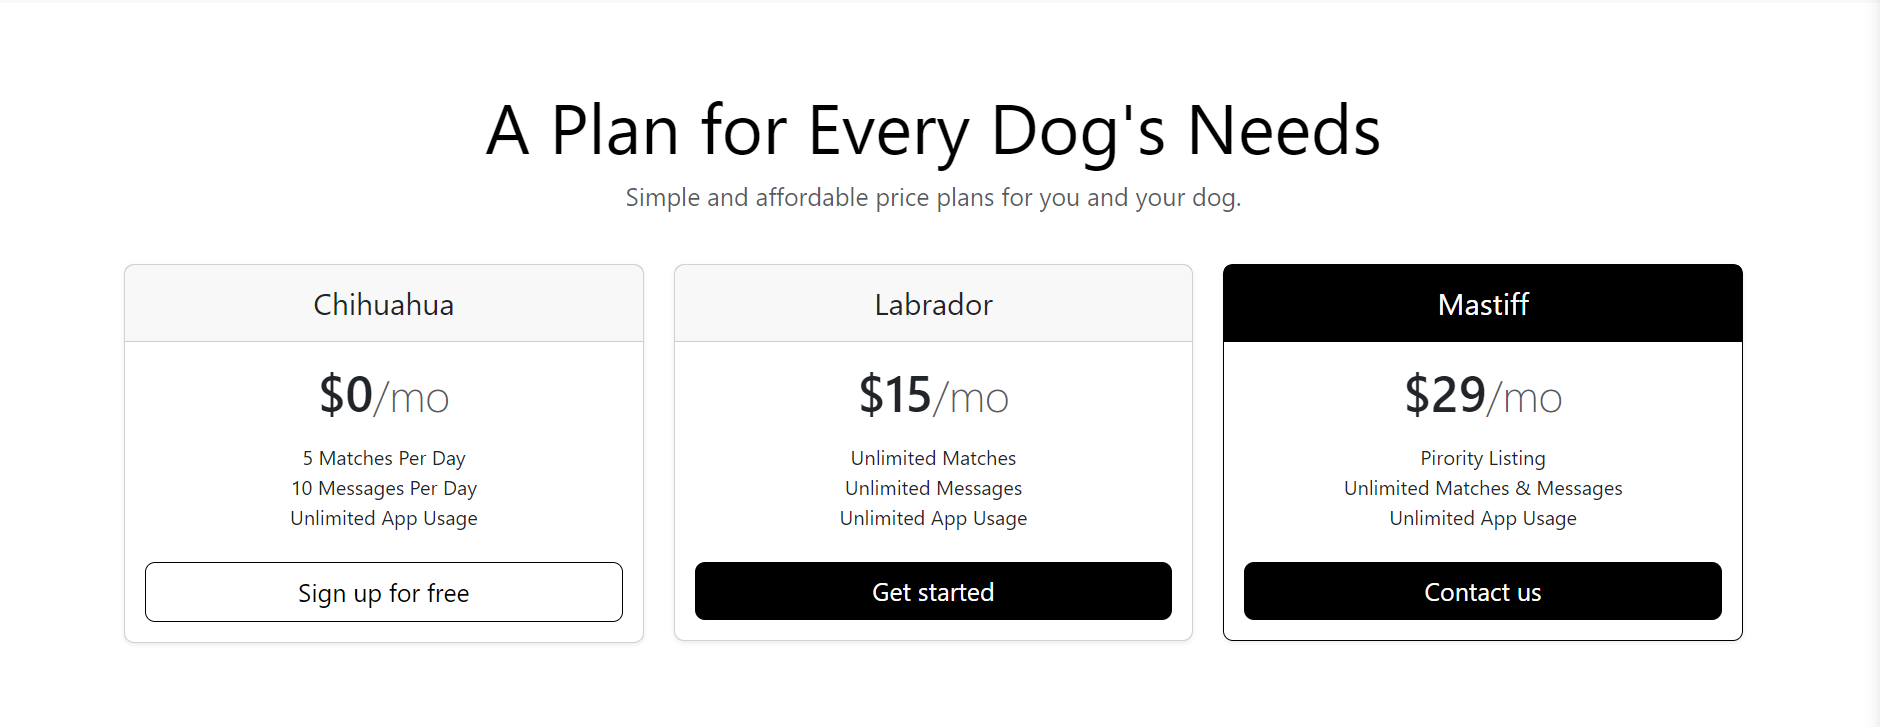 A Plan for Every Dog's Needs
Simple and affordable price plans for you and your dog.
Chihuahua
$0/mo
5 Matches Per Day
10 Messages Per Day
Unlimited App Usage
Sign up for free
Labrador
$15/mo
Unlimited Matches
Unlimited Messages
Unlimited App Usage
Get started
Mastiff
$29/mo
Pirority Listing
Unlimited Matches & Messages
Unlimited App Usage
Contact us